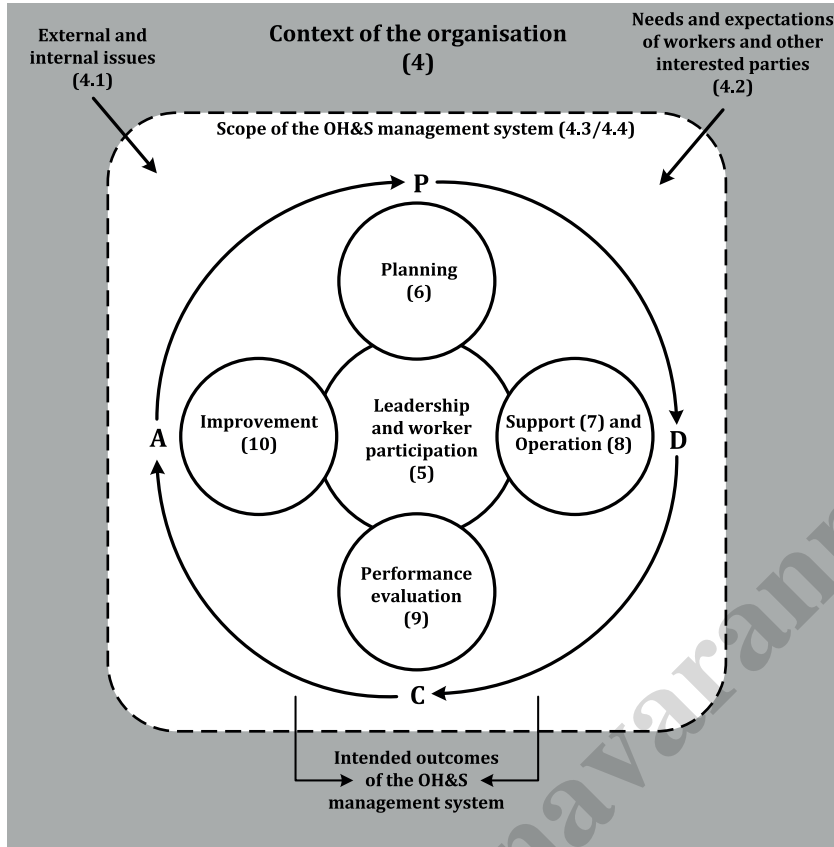 External and
internal issues
(4.1)
Context of the organisation
(4)
Needs and expectations
of workers and other
interested parties
(4.2)
Scope of the OH&S management system (4.3/4.4)
P
Planning
(6)
A
Improvement
(10)
Leadership
and worker
participation
(5)
Support (7) and
Operation (8)
D
Performance
evaluation
(9)
C
Intended outcomes
of the OH&S
management system